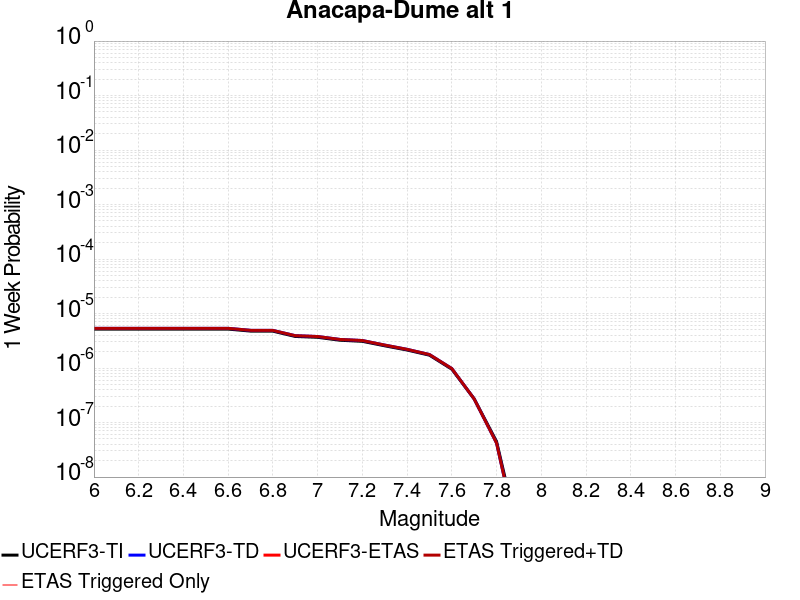 Anacapa-Dume alt 1
1 Week Probability
10^0
10^-1
10^-2
10^-3
10^-4
10^-5
10^-6
10^-7
10^-8
6 6.2 6.4 6.6 6.8 7 7.2 7.4 7.6 7.8 8 8.2 8.4 8.6 8.8 9
Magnitude
UCERF3-TI UCERF3-TD UCERF3-ETAS ETAS Triggered+TD
ETAS Triggered Only